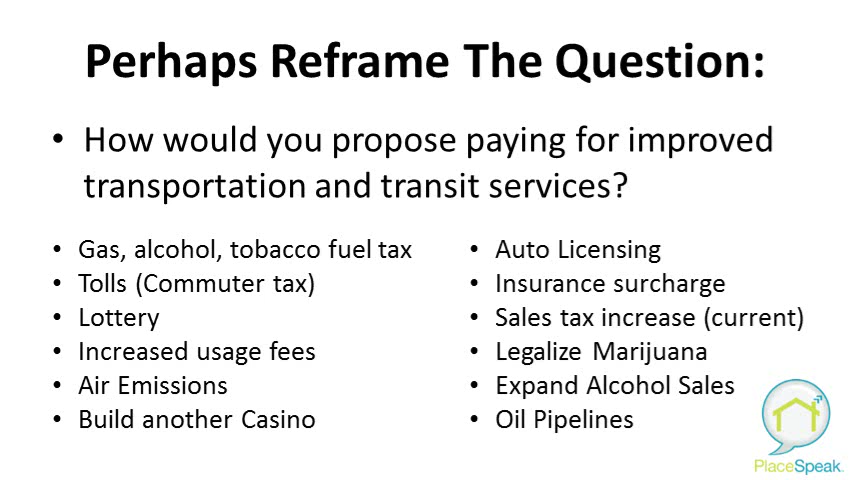 Perhaps Reframe The Question:
• How would you propose paying for improved
transportation and transit services?
• Gas, alcohol, tobacco fuel tax
• Tolls (Commuter tax)
• Lottery
• Increased usage fees
• Air Emissions
• Build another Casino
• Auto Licensing
• Insurance surcharge
• Sales tax increase (current)
• Legalize Marijuana
• Expand Alcohol Sales
• Oil Pipelines
PlaceSpeak.